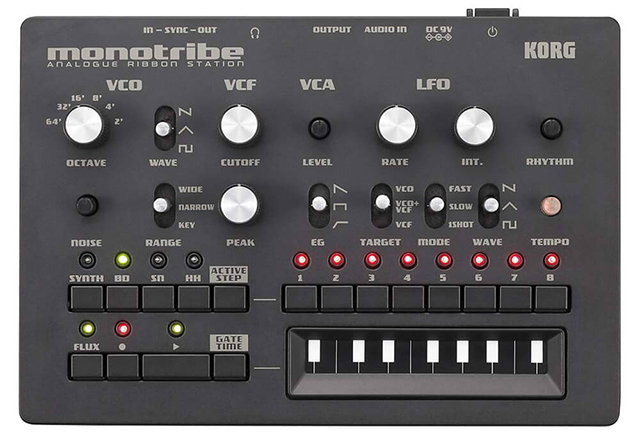 IN - SYNC - OUT
OUTPUT AUDIO IN DC 9V
monotribe
ANALOGUE RIBBON STATION
KORG
VCO VCF VCA LFO
16' 8'
32' 4'
64' 2'
OCTAVE WAVE CUTOFF LEVEL RATE INT. RHYTHM
WIDE VCO FAST
NARROW VCO+ VCF SLOW
KEY VCF 1SHOT
NOISE RANGE PEAK EG TARGET MODE WAVE TEMPO
SYNTH BD SN HH ACTIVE STEP 1 2 3 4 5 6 7 8
FLUX GATE TIME